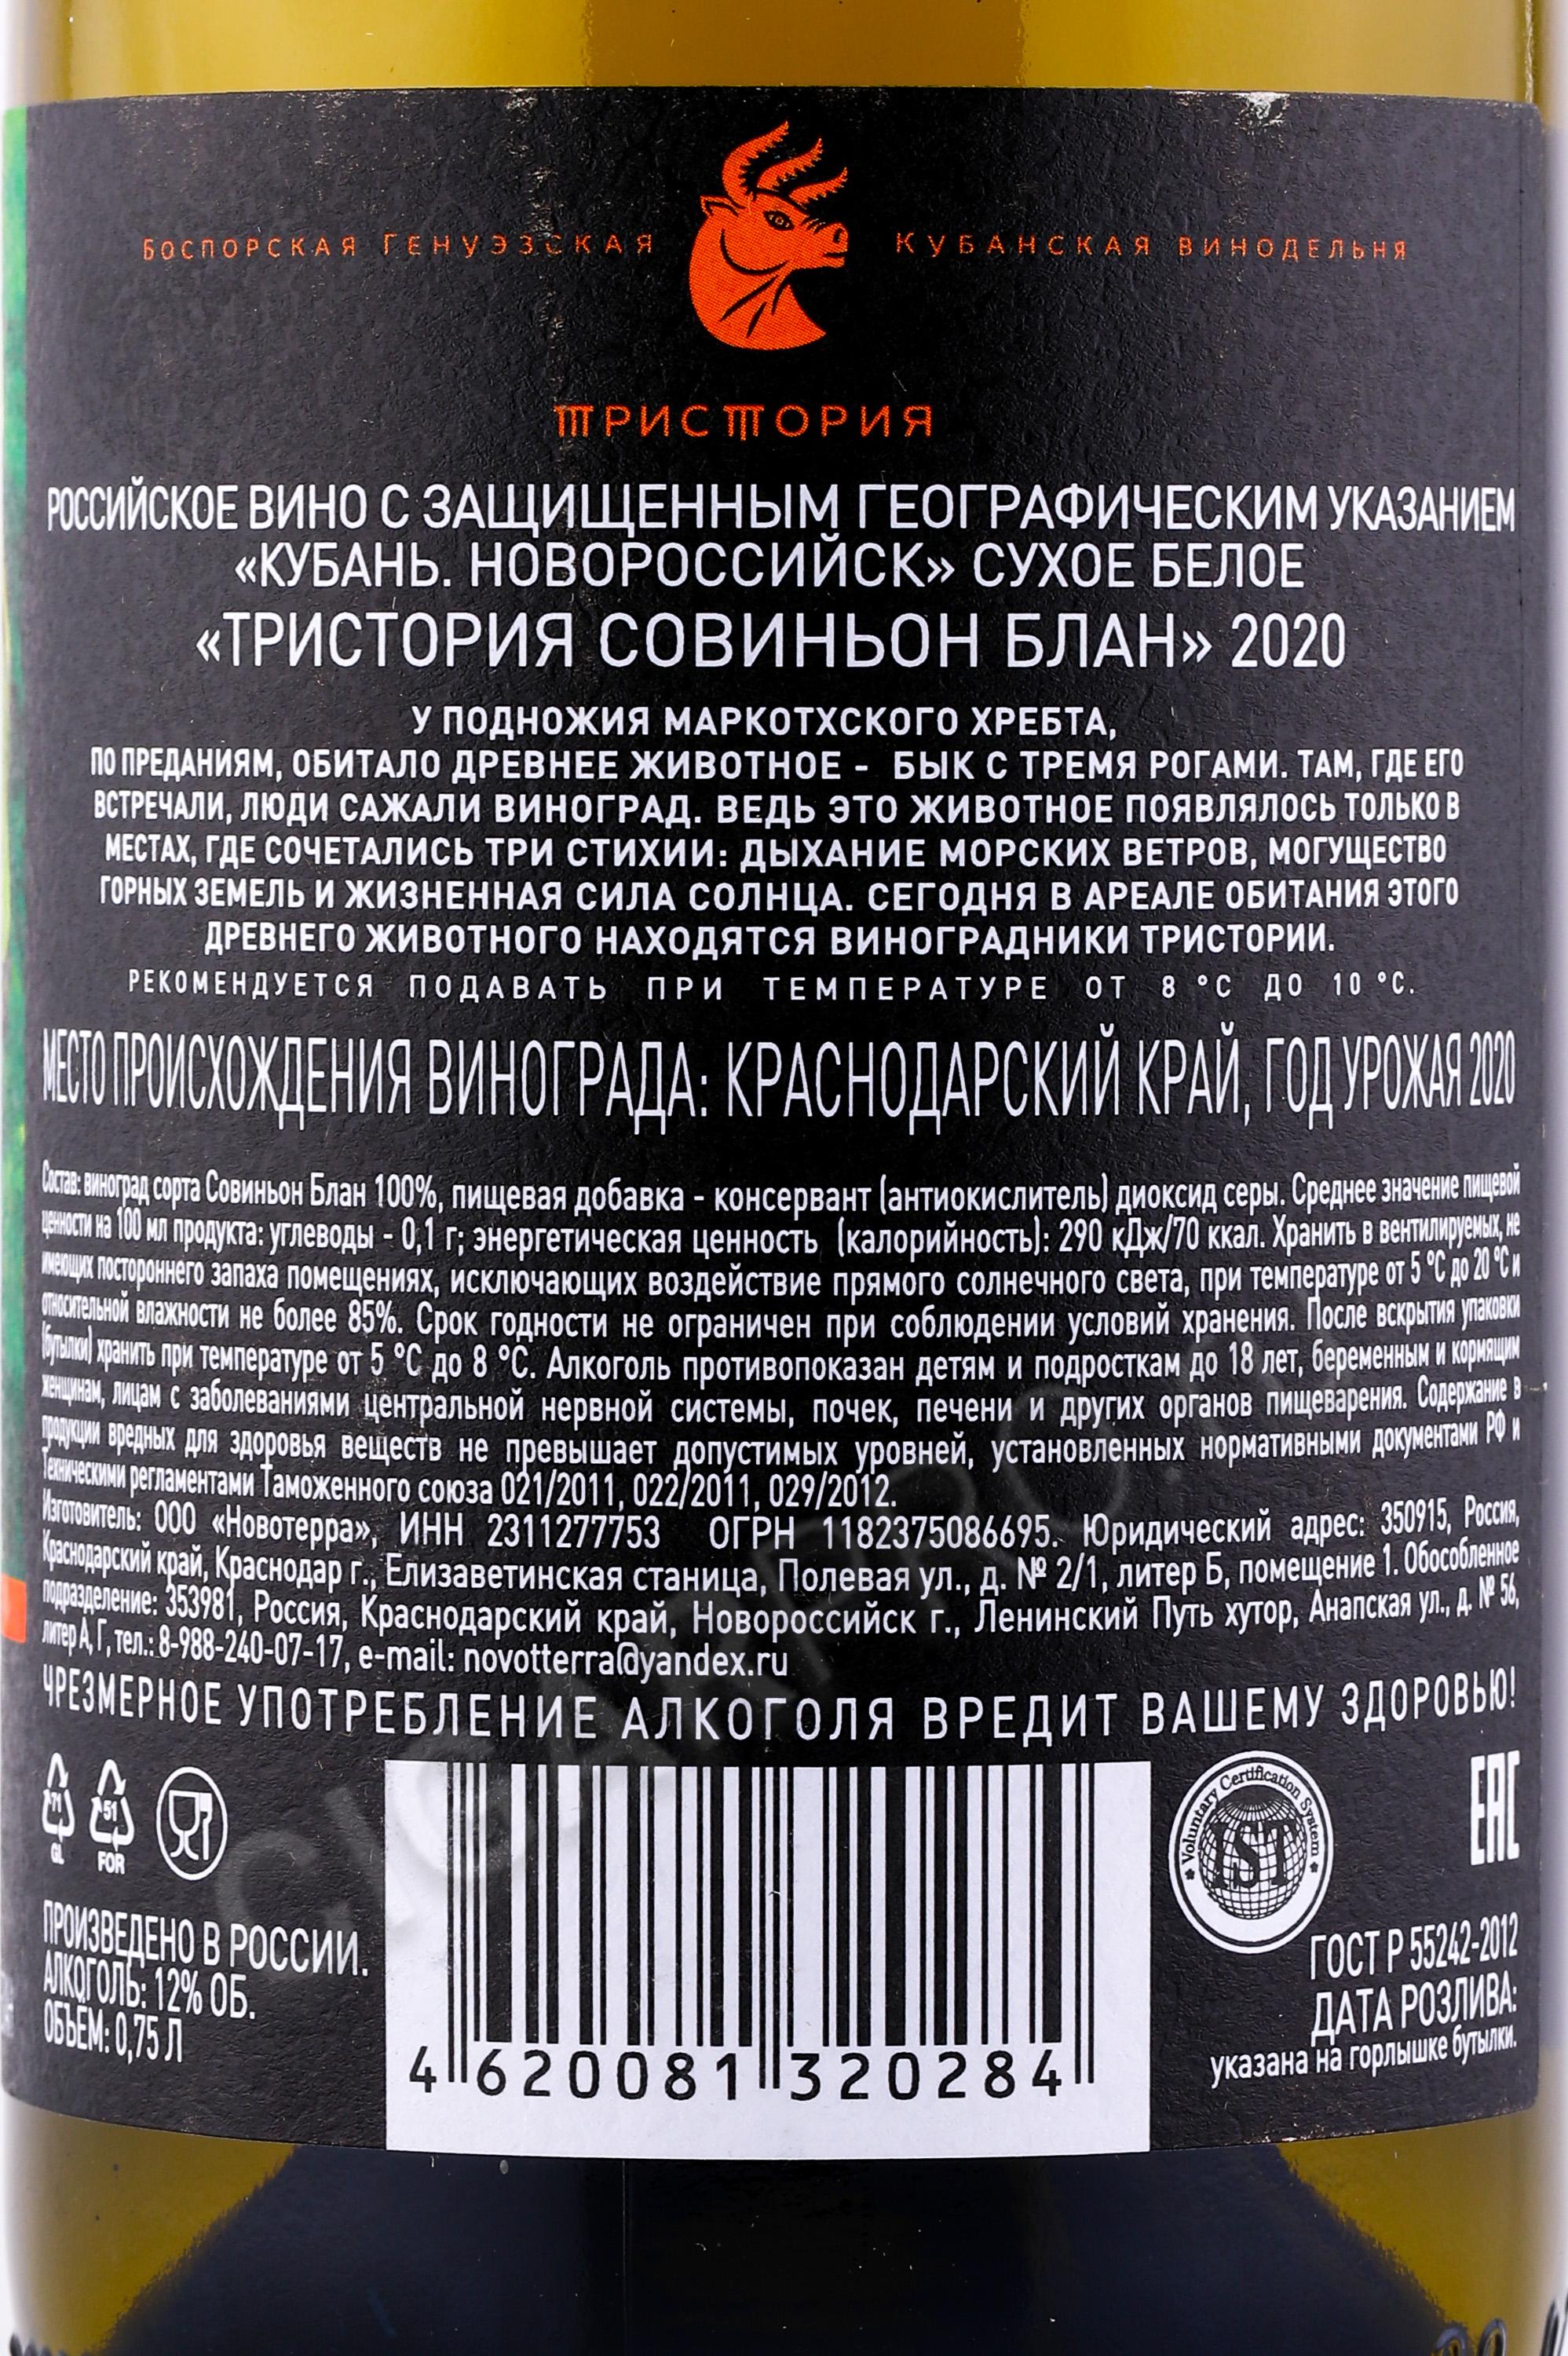 БОСПОРСКАЯ ГЕНУЭЗСКАЯ КУБАНСКАЯ ВИНОДЕЛЬНЯ
ТРИСТОРИЯ
РОССИЙСКОЕ ВИНО С ЗАЩИЩЕННЫМ ГЕОГРАФИЧЕСКИМ УКАЗАНИЕМ
«КУБАНЬ. НОВОРОССИЙСК» СУХОЕ БЕЛОЕ
«ТРИСТОРИЯ СОВИНЬОН БЛАН» 2020
У ПОДНОЖИЯ МАРКОТХСКОГО ХРЕБТА,
ПО ПРЕДАНИЯМ, ОБИТАЛО ДРЕВНЕЕ ЖИВОТНОЕ - БЫК С ТРЕМЯ РОГАМИ. ТАМ, ГДЕ ЕГО
ВСТРЕЧАЛИ, ЛЮДИ САЖАЛИ ВИНОГРАД. ВЕДЬ ЭТО ЖИВОТНОЕ ПОЯВЛЯЛОСЬ ТОЛЬКО В
МЕСТАХ, ГДЕ СОЧЕТАЛИСЬ ТРИ СТИХИИ: ДЫХАНИЕ МОРСКИХ ВЕТРОВ, МОГУЩЕСТВО
ГОРНЫХ ЗЕМЕЛЬ И ЖИЗНЕННАЯ СИЛА СОЛНЦА. СЕГОДНЯ В АРЕАЛЕ ОБИТАНИЯ ЭТОГО
ДРЕВНЕГО ЖИВОТНОГО НАХОДЯТСЯ ВИНОГРАДНИКИ ТРИСТОРИИ.
РЕКОМЕНДУЕТСЯ ПОДАВАТЬ ПРИ ТЕМПЕРАТУРЕ ОТ 8 °С ДО 10 °С.
МЕСТО ПРОИСХОЖДЕНИЯ ВИНОГРАДА: КРАСНОДАРСКИЙ КРАЙ, ГОД УРОЖАЯ 2020
Состав: виноград сорта Совиньон Блан 100%, пищевая добавка - консервант (антиокислитель) диоксид серы. Среднее значение пищевой
ценности на 100 мл продукта: углеводы - 0,1 г; энергетическая ценность (калорийность): 290 кДж/70 ккал. Хранить в вентилируемых, не
имеющих постороннего запаха помещениях, исключающих воздействие прямого солнечного света, при температуре от 5 °С до 20 °С и
относительной влажности не более 85%. Срок годности не ограничен при соблюдении условий хранения. После вскрытия упаковки
(бутылки) хранить при температуре от 5 °С до 8 °С. Алкоголь противопоказан детям и подросткам до 18 лет, беременным и кормящим
женщинам, лицам с заболеваниями центральной нервной системы, почек, печени и других органов пищеварения. Содержание в
продукции вредных для здоровья веществ не превышает допустимых уровней, установленных нормативными документами РФ и
Техническими регламентами Таможенного союза 021/2011, 022/2011, 029/2012.
Изготовитель: ООО «Новотерра», ИНН 2311277753 ОГРН 1182375086695. Юридический адрес: 350915, Россия,
Краснодарский край, Краснодар г., Елизаветинская станица, Полевая ул., д. № 2/1, литер Б, помещение 1. Обособленное
подразделение: 353981, Россия, Краснодарский край, Новороссийск г., Ленинский Путь хутор, Анапская ул., д. № 56,
литер А, Г, тел.: 8-988-240-07-17, e-mail: novotterra@yandex.ru
ЧРЕЗМЕРНОЕ УПОТРЕБЛЕНИЕ АЛКОГОЛЯ ВРЕДИТ ВАШЕМУ ЗДОРОВЬЮ!
71
GL
51
FOR
Voluntary Certification System
IST
EAC
ПРОИЗВЕДЕНО В РОССИИ.
АЛКОГОЛЬ: 12% ОБ.
ОБЪЁМ: 0,75 Л
4 620081 320284
ГОСТ Р 55242-2012
ДАТА РОЗЛИВА:
указана на горлышке бутылки.
CIGARPRO.RU